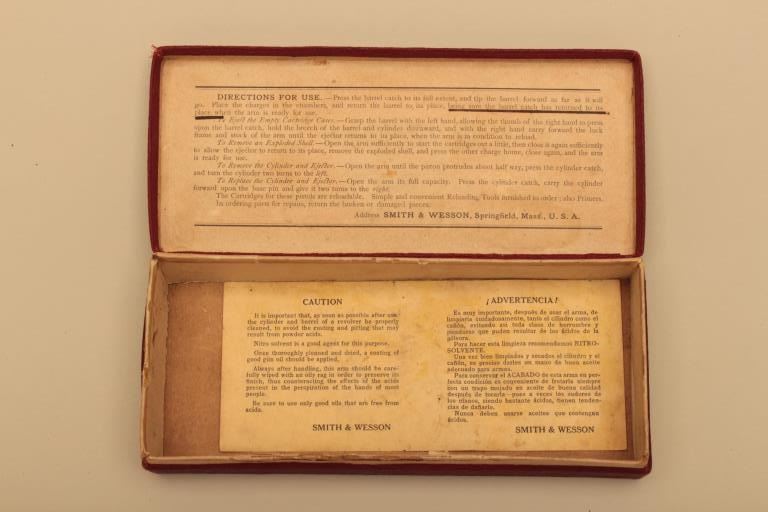 DIRECTIONS FOR USE.—Press the barrel catch to its full extent, and tip the barrel forward as far as it will
go. Place the charges in the chambers, and return the barrel to its place, being sure the barrel catch has returned to its
place when the arm is ready for use.
To Eject the Empty Cartridge Cases.—Grasp the barrel with the left hand, allowing the thumb of the right hand to press
upon the barrel catch, hold the breech of the barrel and cylinder downward, and with the right hand carry forward the lock
frame and stock of the arm until the ejector returns to its place, when the arm is in condition to reload.
To Remove an Exploded Shell.—Open the arm sufficiently to start the cartridges out a little, then close it again sufficiently
to allow the ejector to return to its place, remove the exploded shell, and press the other charge home, close again, and the arm
is ready for use.
To Remove the Cylinder and Ejector.—Open the arm until the piston protrudes about half way, press the cylinder catch,
and turn the cylinder two turns to the left.
To Replace the Cylinder and Ejector.—Open the arm its full capacity. Press the cylinder catch, carry the cylinder
forward upon the base pin and give it two turns to the right.
The Cartridges for these pistols are reloadable. Simple and convenient Reloading Tools furnished to order; also Primers.
In ordering parts for repairs, return the broken or damaged pieces.
Address SMITH & WESSON, Springfield, Mass., U. S. A.
CAUTION
It is important that, as soon as possible after use
the cylinder and barrel of a revolver be properly
cleaned, to avoid the rusting and pitting that may
result from powder acids.
Nitro solvent is a good agent for this purpose.
Once thoroughly cleaned and dried, a coating of
good gun oil should be applied.
Always after handling, this arm should be care-
fully wiped with an oily rag in order to preserve its
finish, thus counteracting the effects of the acids
present in the perspiration of the hands of most
people.
Be sure to use only good oils that are free from
acids.
SMITH & WESSON
¡ADVERTENCIA!
Es muy importante, después de usar el arma, de
limpiarla cuidadosamente, tanto el cilindro como el
cañón, evitando así toda clase de herrumbre y
picaduras que puden resultar de los ácidos de la
pólvora.
Para hacer esta limpieza recomendamos NITRO-
SOLVENTE.
Una vez bien limpiados y secados el cilindro y el
cañón, es preciso darles un mano de buen aceite
adecuado para armas.
Para conservar el ACABADO de esta arma en per-
fecta condición es conveniente de frotarla siempre
con un trapo mojado en aceite de buena calidad
después de tocarla—pues a veces los sudores de
los manos, siendo bastante ácidos, tienen tenden-
cias de dañarlo.
Nunca deben usarse aceites que contengan
ácidos.
SMITH & WESSON